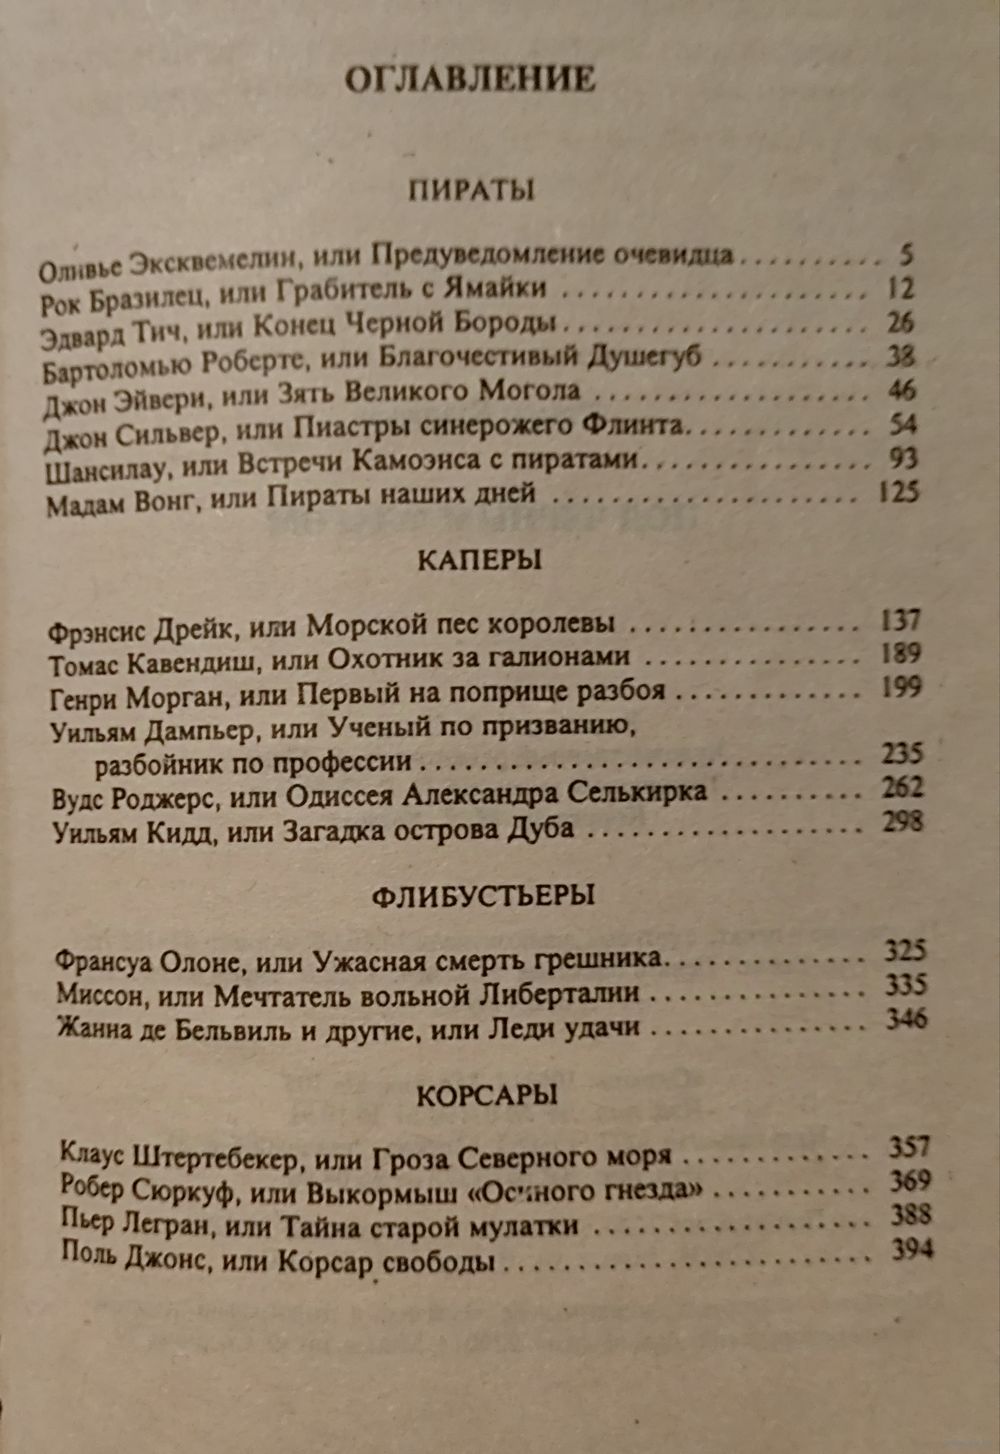 ОГЛАВЛЕНИЕ
ПИРАТЫ
Оливье Эксквемелин, или Предуведомление очевидца.......... 5
Рок Бразилец, или Грабитель с Ямайки .................... 12
Эдвард Тич, или Конец Черной Бороды.................... 26
Бартоломью Робертс, или Благочестивый Душегуб ........... 38
Джон Эйвери, или Зять Великого Могола .................. 46
Джон Сильвер, или Пиастры синерожего Флинта............ 54
Шансилау, или Встречи Камоэнса с пиратами............... 93
Мадам Вонг, или Пираты наших дней .................... 125
КАПЕРЫ
Фрэнсис Дрейк, или Морской пес королевы ............... 137
Томас Кавендиш, или Охотник за галионами .............. 189
Генри Морган, или Первый на поприще разбоя ............ 199
Уильям Дампьер, или Ученый по призванию,
разбойник по профессии............................. 235
Вудс Роджерс, или Одиссея Александра Селькирка .......... 262
Уильям Кидд, или Загадка острова Дуба .................. 298
ФЛИБУСТЬЕРЫ
Франсуа Олоне, или Ужасная смерть грешника............. 325
Миссон, или Мечтатель вольной Либерталии .............. 335
Жанна де Бельвиль и другие, или Леди удачи .............. 346
КОРСАРЫ
Клаус Штертебекер, или Гроза Северного моря ............ 357
Робер Сюркуф, или Выкормыш «Осиного гнезда» .......... 369
Пьер Легран, или Тайна старой мулатки .................. 388
Поль Джонс, или Корсар свободы ........................ 394